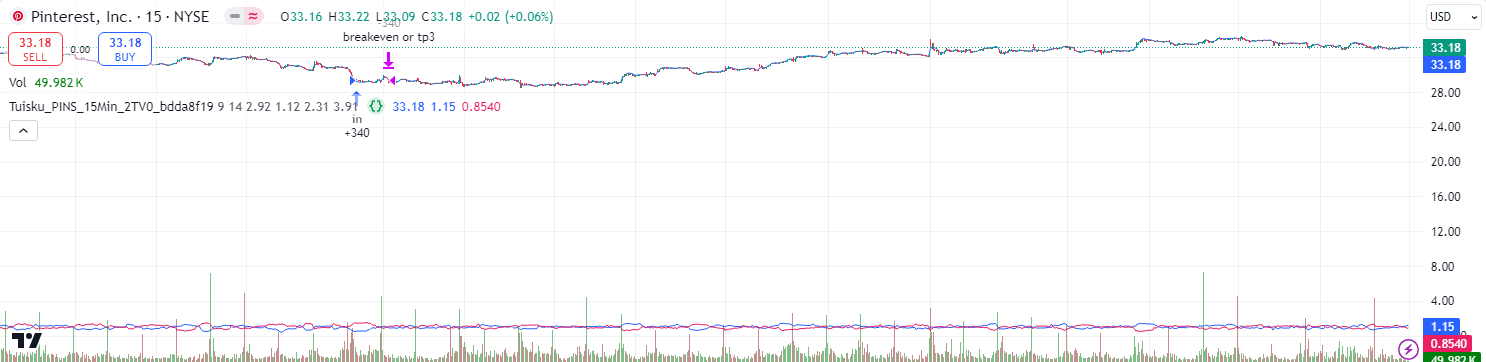 Pinterest, Inc. · 15 · NYSE O33.16 H33.22 L33.09 C33.18 +0.02 (+0.06%)
USD
-340
breakeven or tp3
33.18
SELL
0.00
33.18
BUY
33.18
33.18
Vol 49.982 K
28.00
Tuisku_PINS_15Min_2TV0_bdda8f19 9 14 2.92 1.12 2.31 3.91 {} 33.18 1.15 0.8540
in
+340
24.00
20.00
16.00
12.00
8.00
4.00
1.15
0.8540
49.982 K